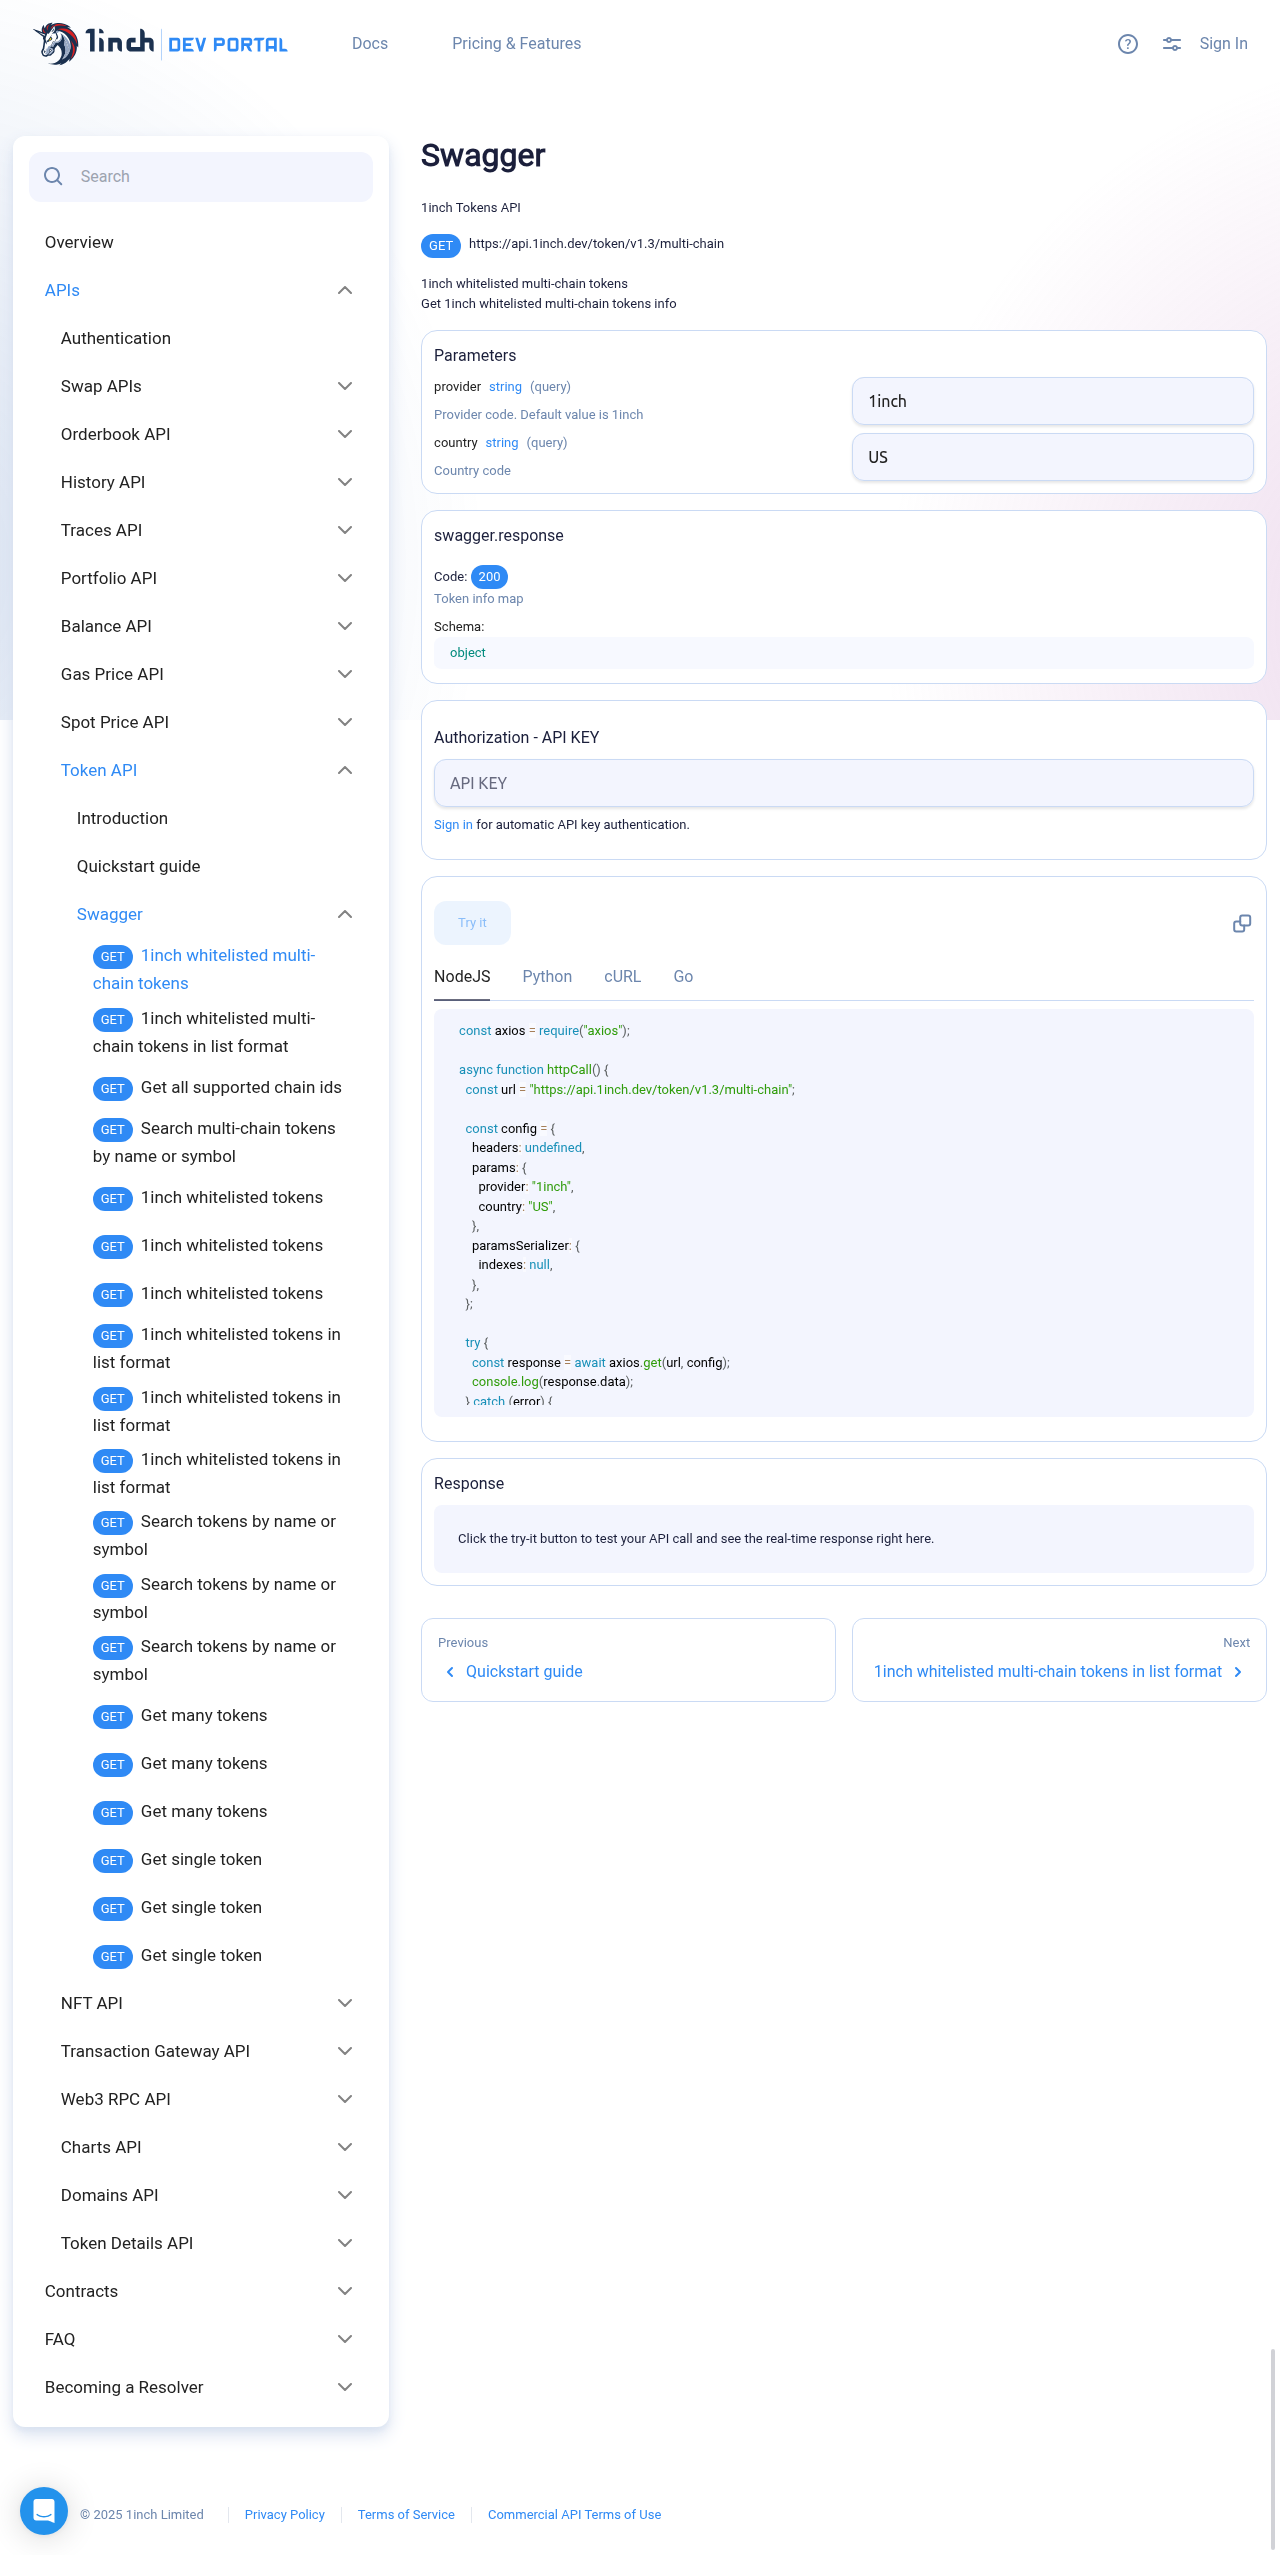 1inch DEV PORTAL
Docs
Pricing & Features
Sign In
Search
Overview
APIs
Authentication
Swap APIs
Orderbook API
History API
Traces API
Portfolio API
Balance API
Gas Price API
Spot Price API
Token API
Introduction
Quickstart guide
Swagger
GET 1inch whitelisted multi-
chain tokens
GET 1inch whitelisted multi-
chain tokens in list format
GET Get all supported chain ids
GET Search multi-chain tokens
by name or symbol
GET 1inch whitelisted tokens
GET 1inch whitelisted tokens
GET 1inch whitelisted tokens
GET 1inch whitelisted tokens in
list format
GET 1inch whitelisted tokens in
list format
GET 1inch whitelisted tokens in
list format
GET Search tokens by name or
symbol
GET Search tokens by name or
symbol
GET Search tokens by name or
symbol
GET Get many tokens
GET Get many tokens
GET Get many tokens
GET Get single token
GET Get single token
GET Get single token
NFT API
Transaction Gateway API
Web3 RPC API
Charts API
Domains API
Token Details API
Contracts
FAQ
Becoming a Resolver
Swagger
1inch Tokens API
GET https://api.1inch.dev/token/v1.3/multi-chain
1inch whitelisted multi-chain tokens
Get 1inch whitelisted multi-chain tokens info
Parameters
provider string (query)
Provider code. Default value is 1inch
1inch
country string (query)
Country code
US
swagger.response
Code: 200
Token info map
Schema:
object
Authorization - API KEY
API KEY
Sign in for automatic API key authentication.
Try it
NodeJS Python cURL Go
const axios = require("axios");
async function httpCall() {
const url = "https://api.1inch.dev/token/v1.3/multi-chain";
const config = {
headers: undefined,
params: {
provider: "1inch",
country: "US",
},
paramsSerializer: {
indexes: null,
},
};
try {
const response = await axios.get(url, config);
console.log(response.data);
} catch (error) {
Response
Click the try-it button to test your API call and see the real-time response right here.
Previous
Quickstart guide
Next
1inch whitelisted multi-chain tokens in list format
© 2025 1inch Limited
Privacy Policy
Terms of Service
Commercial API Terms of Use